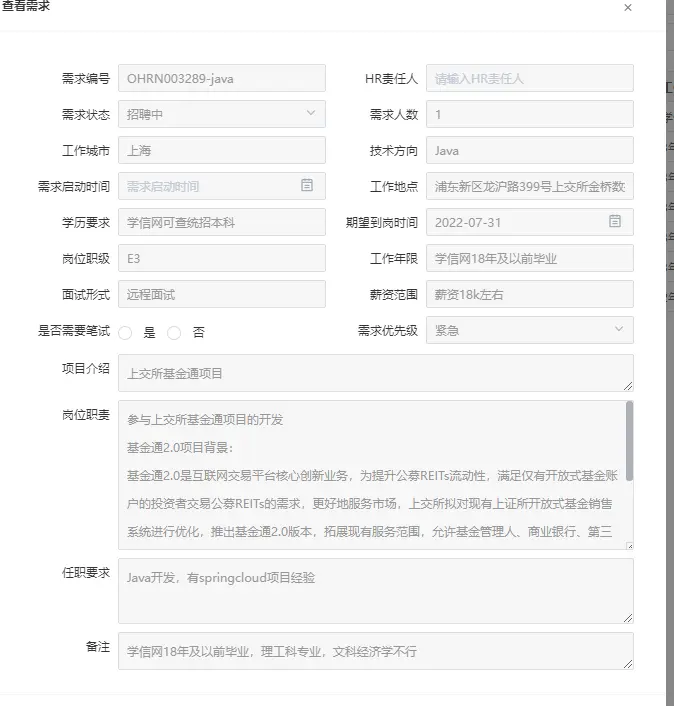 查看需求
需求编号 OHRN003289-java HR责任人 请输入HR责任人
需求状态 招聘中 需求人数 1
工作城市 上海 技术方向 Java
需求启动时间 需求启动时间 工作地点 浦东新区龙沪路399号上交所金桥数
学历要求 学信网可查统招本科 期望到岗时间 2022-07-31
岗位职级 E3 工作年限 学信网18年及以前毕业
面试形式 远程面试 薪资范围 薪资18k左右
是否需要笔试 是 否 需求优先级 紧急
项目介绍 上交所基金通项目
岗位职责 参与上交所基金通项目的开发
基金通2.0项目背景：
基金通2.0是互联网交易平台核心创新业务，为提升公募REITs流动性，满足仅有开放式基金账
户的投资者交易公募REITs的需求，更好地服务市场，上交所拟对现有上证所开放式基金销售
系统进行优化，推出基金通2.0版本，拓展现有服务范围，允许基金管理人、商业银行、第三
任职要求 Java开发，有springcloud项目经验
备注 学信网18年及以前毕业，理工科专业，文科经济学不行